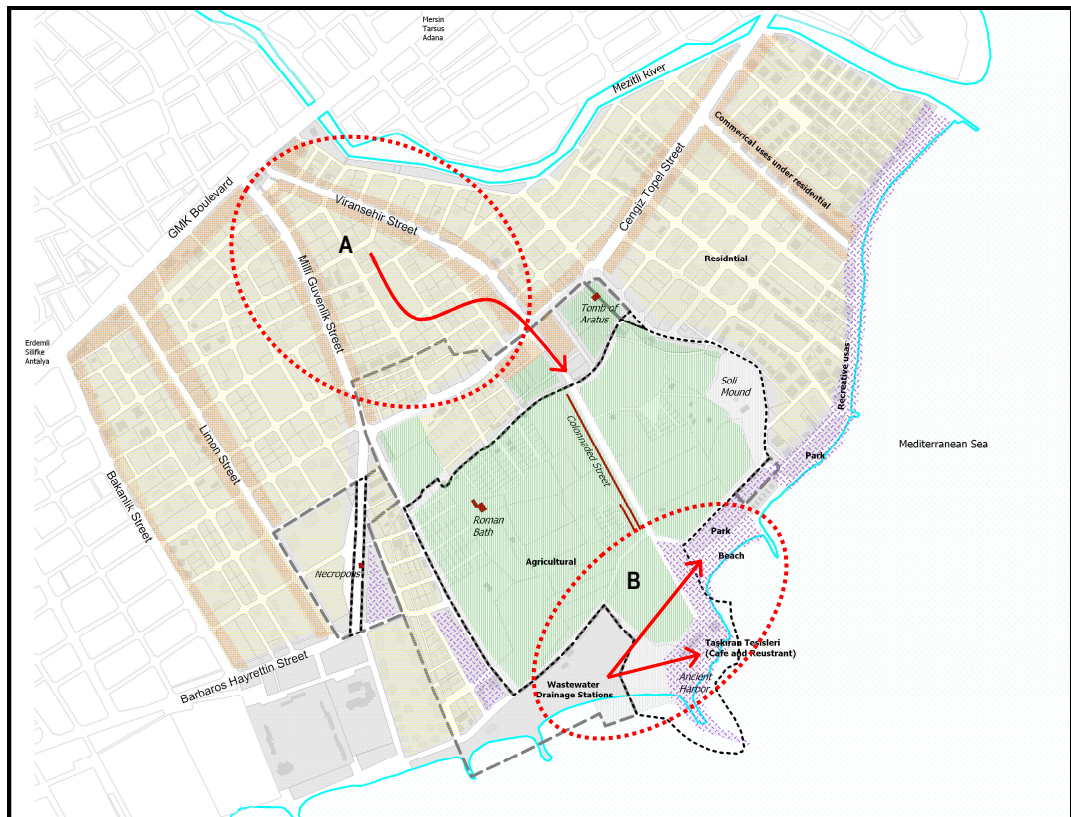 Mersin
Tarsus
Adana
Mezitli River
Commerical uses under residential
Cengiz Topel Street
GMK Boulevard
Viransehir Street
A
Milli Guvenlik Street
Residntial
Tomb of
Aratus
Erdemli
Silifke
Antalya
Soli
Mound
Recreative usas
Colonnaded Street
Mediterranean Sea
Limon Street
Park
Bakanlik Street
Roman
Bath
Park
Beach
Agricultural
B
Necropolis
Taşkıran Tesisleri
(Cafe and Reustrant)
Barbaros Hayrettin Street
Wastewater
Drainage Stations
Ancient
Harbor